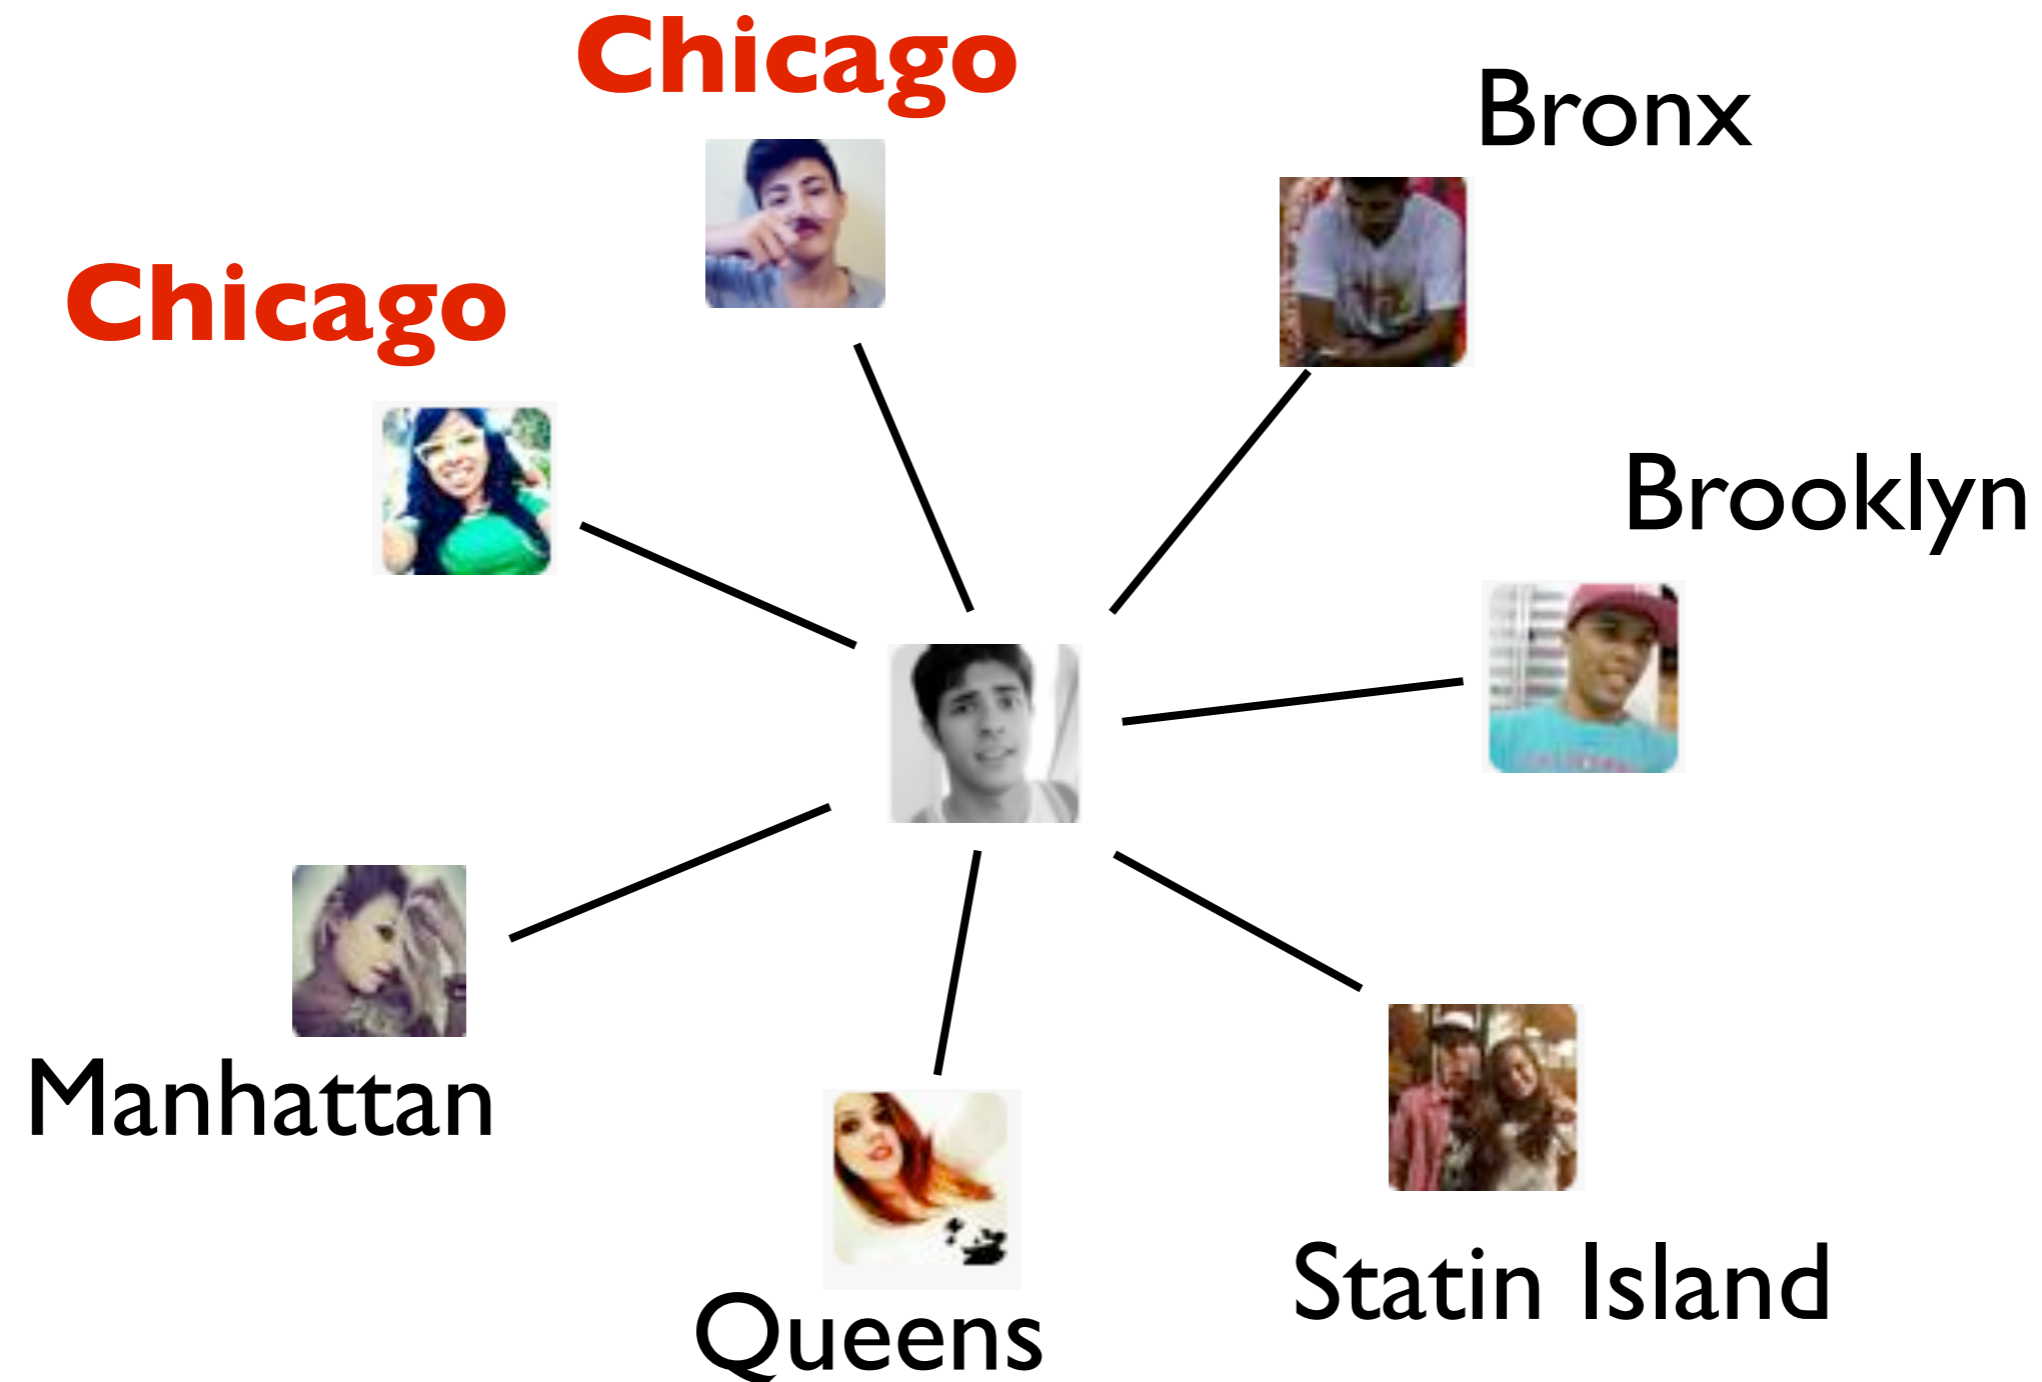 Chicago
Bronx
Chicago
Brooklyn
Manhattan
Statin Island
Queens